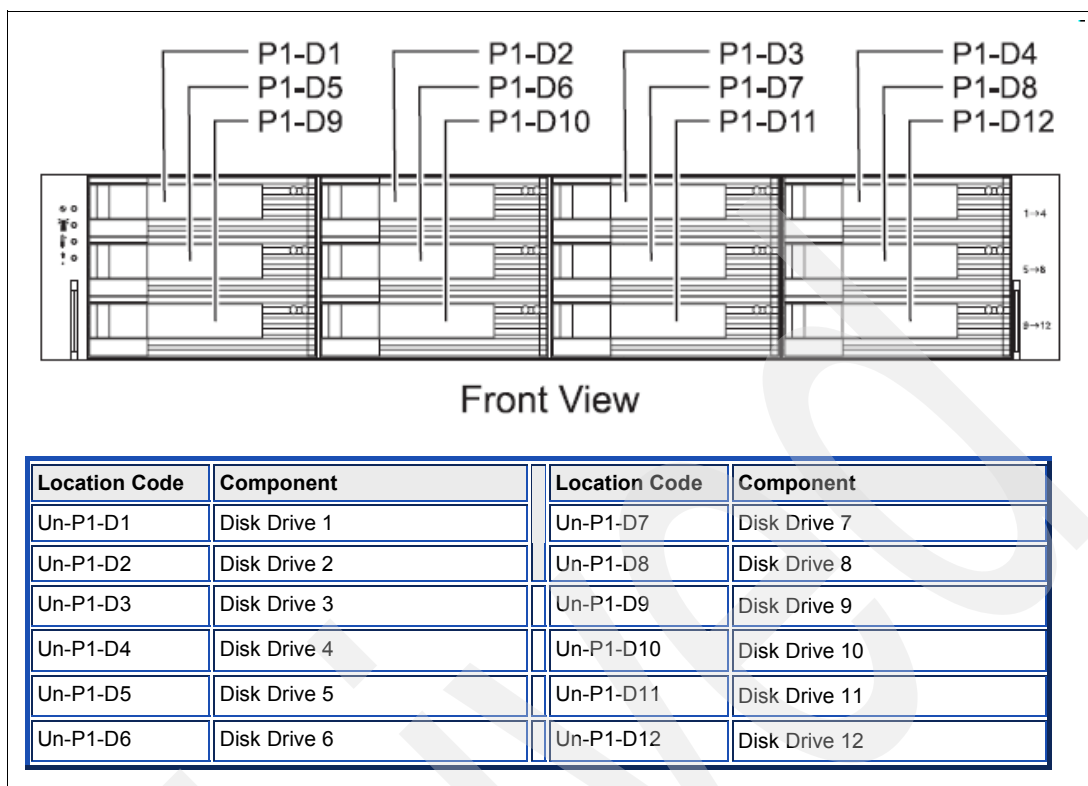 P1-D1 P1-D2 P1-D3 P1-D4
P1-D5 P1-D6 P1-D7 P1-D8
P1-D9 P1-D10 P1-D11 P1-D12
1→4
5→8
9→12
Front View
Location Code Component Location Code Component
Un-P1-D1 Disk Drive 1 Un-P1-D7 Disk Drive 7
Un-P1-D2 Disk Drive 2 Un-P1-D8 Disk Drive 8
Un-P1-D3 Disk Drive 3 Un-P1-D9 Disk Drive 9
Un-P1-D4 Disk Drive 4 Un-P1-D10 Disk Drive 10
Un-P1-D5 Disk Drive 5 Un-P1-D11 Disk Drive 11
Un-P1-D6 Disk Drive 6 Un-P1-D12 Disk Drive 12